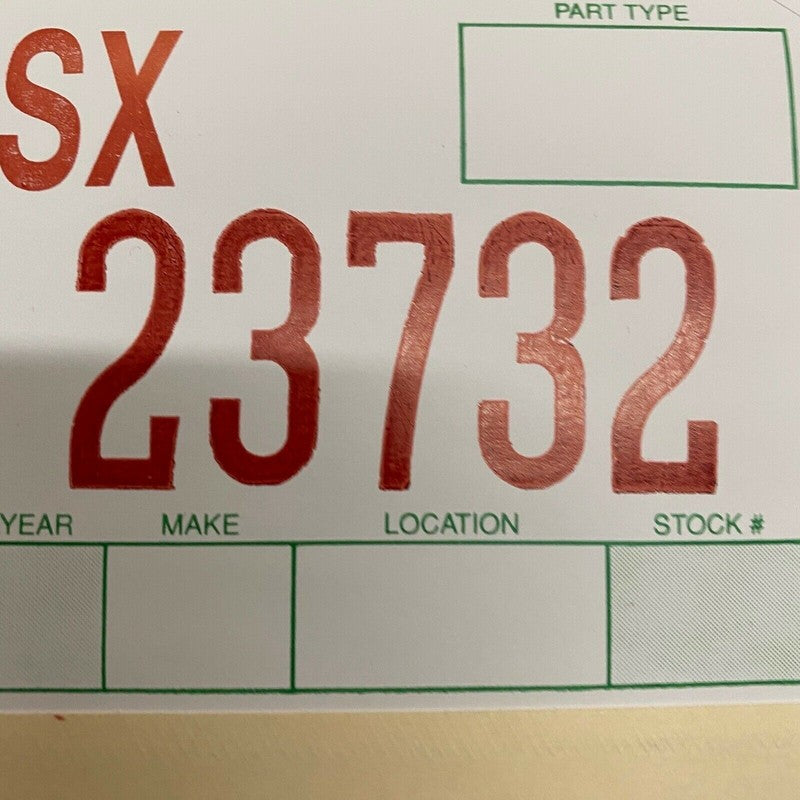 PART TYPE
SX
23732
YEAR MAKE LOCATION STOCK #